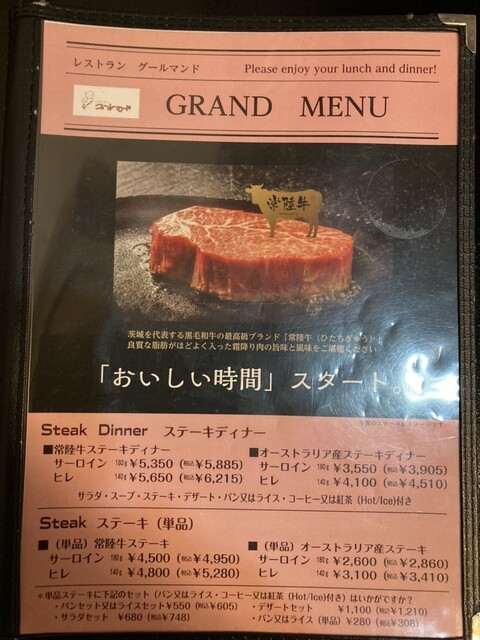 レストラン グールマンド
Please enjoy your lunch and dinner!
GRAND MENU
常陸牛
茨城を代表する黒毛和牛の最高級ブランド「常陸牛（ひたちぎゅう）」
良質な脂肪がほどよく入った霜降り肉の旨味と風味をご堪能ください
「おいしい時間」スタート。
Steak Dinner ステーキディナー
■常陸牛ステーキディナー
サーロイン 180g ¥5,350 (税込¥5,885)
ヒレ 140g ¥5,650 (税込¥6,215)
■オーストラリア産ステーキディナー
サーロイン 180g ¥3,550 (税込¥3,905)
ヒレ 140g ¥4,100 (税込¥4,510)
サラダ・スープ・ステーキ・デザート・パン又はライス・コーヒー又は紅茶 (Hot/Ice)付き
Steak ステーキ（単品）
■（単品）常陸牛ステーキ
サーロイン 180g ¥4,500 (税込¥4,950)
ヒレ 140g ¥4,800 (税込¥5,280)
■（単品）オーストラリア産ステーキ
サーロイン 180g ¥2,600 (税込¥2,860)
ヒレ 140g ¥3,100 (税込¥3,410)
＊単品ステーキに下記のセット（パン又はライス・コーヒー又は紅茶 (Hot/Ice)付き）はいかがですか？
・パンセット又はライスセット¥550 (税込¥605)
・サラダセット ¥680 (税込¥748)
・デザートセット ¥1,100 (税込¥1,210)
・パン又はライス（単品）¥280 (税込¥308)